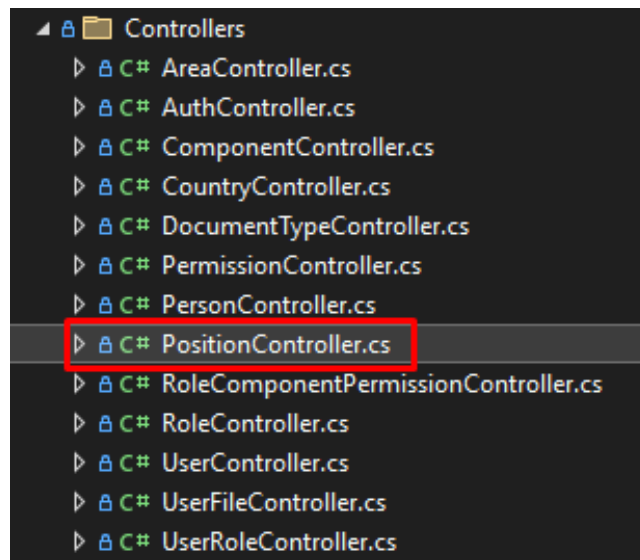 Controllers
C# AreaController.cs
C# AuthController.cs
C# ComponentController.cs
C# CountryController.cs
C# DocumentTypeController.cs
C# PermissionController.cs
C# PersonController.cs
C# PositionController.cs
C# RoleComponentPermissionController.cs
C# RoleController.cs
C# UserController.cs
C# UserFileController.cs
C# UserRoleController.cs